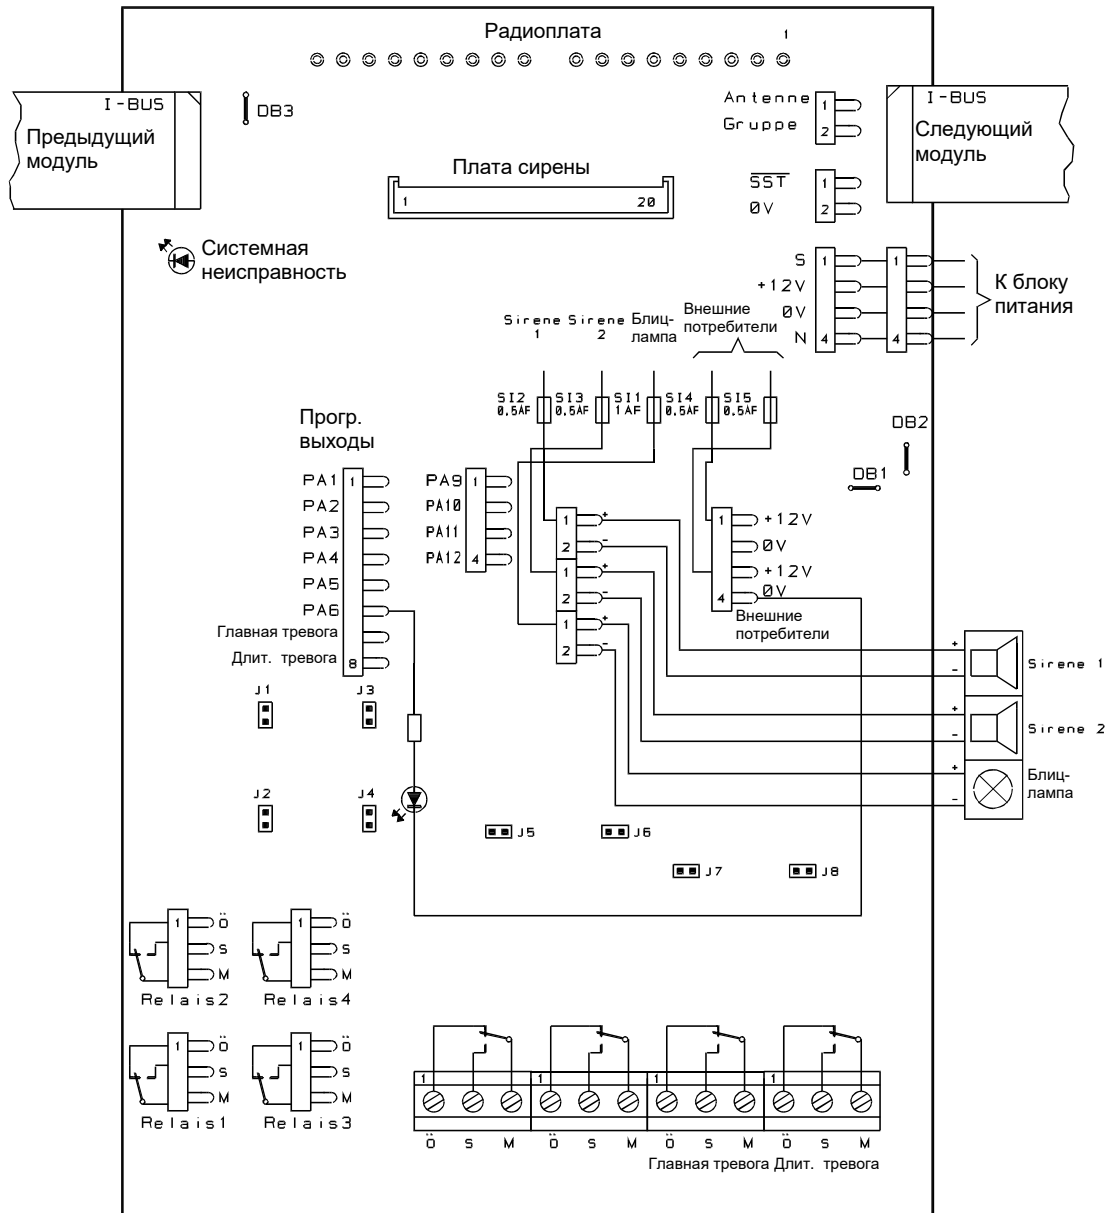 Радиоплата
1
I-BUS
Предыдущий
модуль
DB3
Antenne 1
Gruppe 2
I-BUS
Следующий
модуль
Плата сирены
1 20
SST 1
0V 2
Системная
неисправность
S 1 1
+12V
0V
N 4 4
К блоку
питания
Sirene 1
Sirene 2
Блиц-
лампа
Внешние
потребители
SI2
0,5AF
SI3
0,5AF
SI1
1AF
SI4
0,5AF
SI5
0,5AF
Прогр.
выходы
DB2
DB1
PA1 1
PA2
PA3
PA4
PA5
PA6
Главная тревога
Длит. тревога 8
PA9 1
PA10
PA11
PA12 4
1 +
2 -
1 +
2 -
1 +
2 -
1 +12V
0V
+12V
4 0V
Внешние
потребители
+
- Sirene 1
+
- Sirene 2
+
-
Блиц-
лампа
J1
J3
J2
J4
J5
J6
J7
J8
1 Ö
S
M
Relais2
1 Ö
S
M
Relais4
1 Ö
S
M
Relais1
1 Ö
S
M
Relais3
1 1 1 1
Ö S M Ö S M Ö S M Ö S M
Главная тревога Длит. тревога